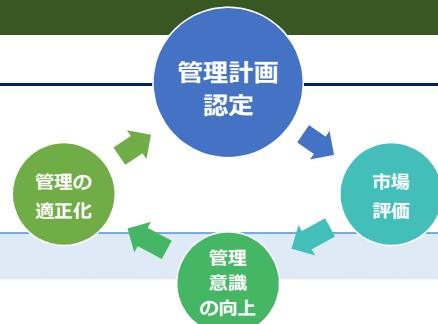 管理計画
認定
市場
評価
管理
意識
の向上
管理の
適正化